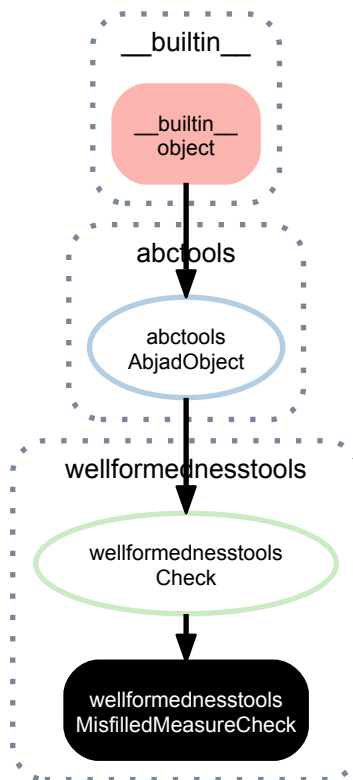 __builtin__
__builtin__
object
abctools
abctools
AbjadObject
wellformednesstools
wellformednesstools
Check
wellformednesstools
MisfilledMeasureCheck